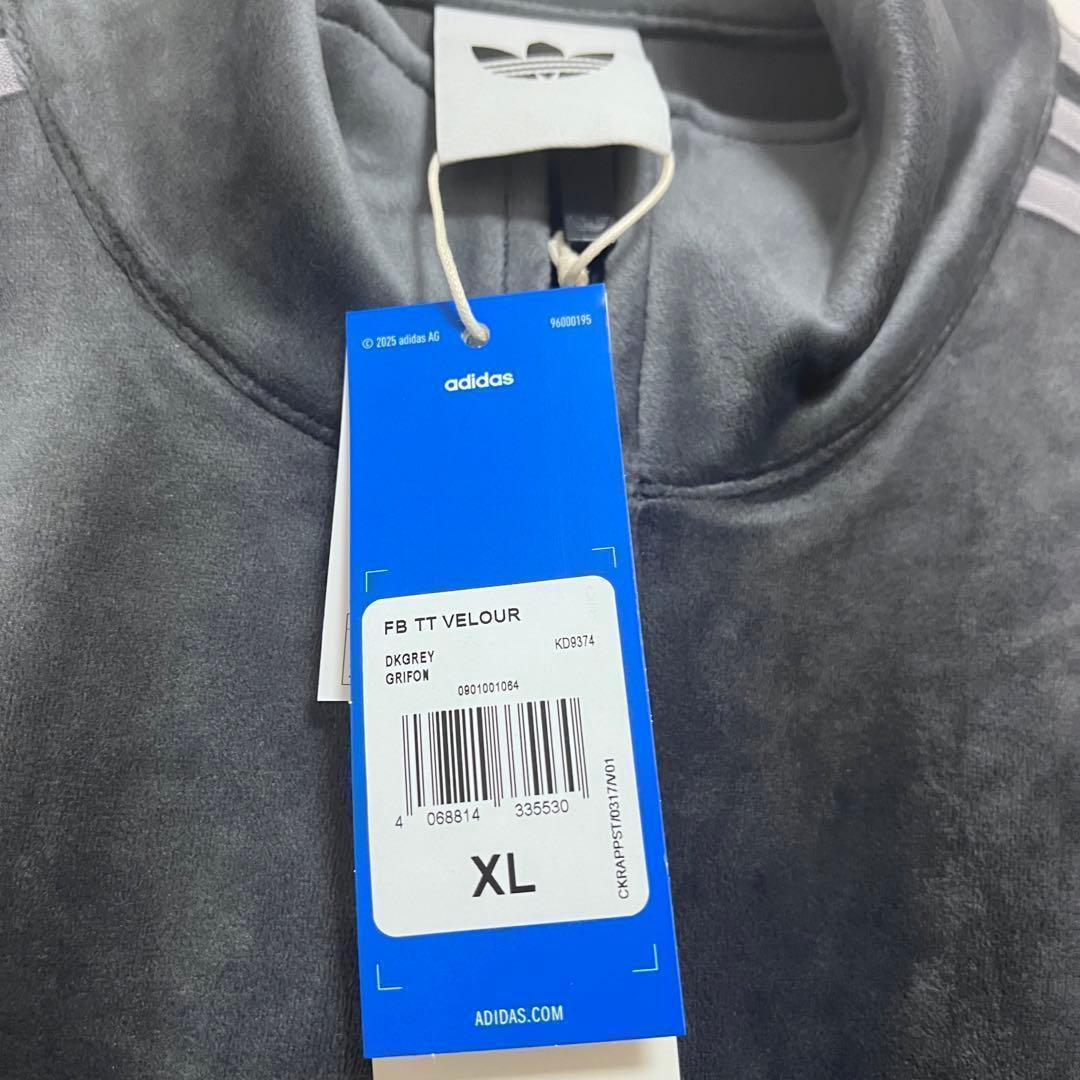 © 2025 adidas AG
96000195
adidas
FB TT VELOUR
DKGREY
KD9374
GRIFON
0901001064
4 068814 335530
XL
CKRAPPST/0317/V01
ADIDAS.COM